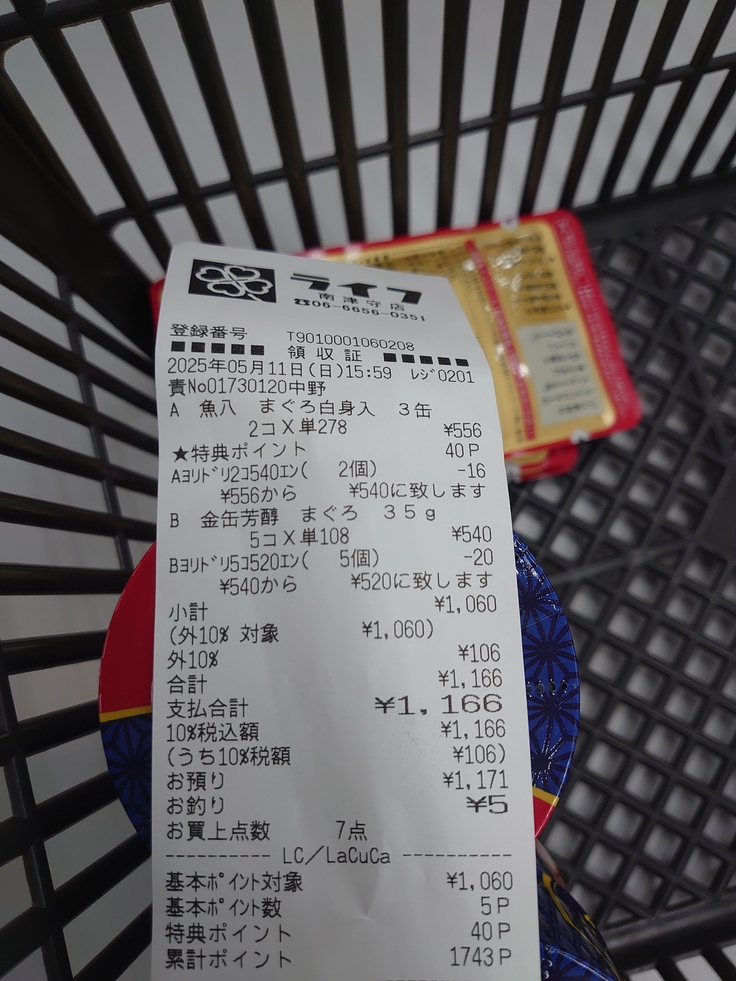 ライフ
南津守店
☎06-6656-0351
登録番号 T9010001060208
■■■■■ 領収証 ■■■■■
2025年05月11日(日)15:59 ﾚｼﾞ0201
責No01730120中野
A 魚八 まぐろ白身入 3缶
2コX単278 ¥556
★特典ポイント 40P
Aﾖﾘﾄﾞﾘ2ｺ540ｴﾝ( 2個) -16
¥556から ¥540に致します
B 金缶芳醇 まぐろ 35g
5コX単108 ¥540
Bﾖﾘﾄﾞﾘ5ｺ520ｴﾝ( 5個) -20
¥540から ¥520に致します
小計 ¥1,060
(外10% 対象 ¥1,060)
外10% ¥106
合計 ¥1,166
支払合計 ¥1,166
10%税込額 ¥1,166
(うち10%税額 ¥106)
お預り ¥1,171
お釣り ¥5
お買上点数 7点
---------- LC/LaCuCa ----------
基本ﾎﾟｲﾝﾄ対象 ¥1,060
基本ﾎﾟｲﾝﾄ数 5P
特典ポイント 40P
累計ポイント 1743P